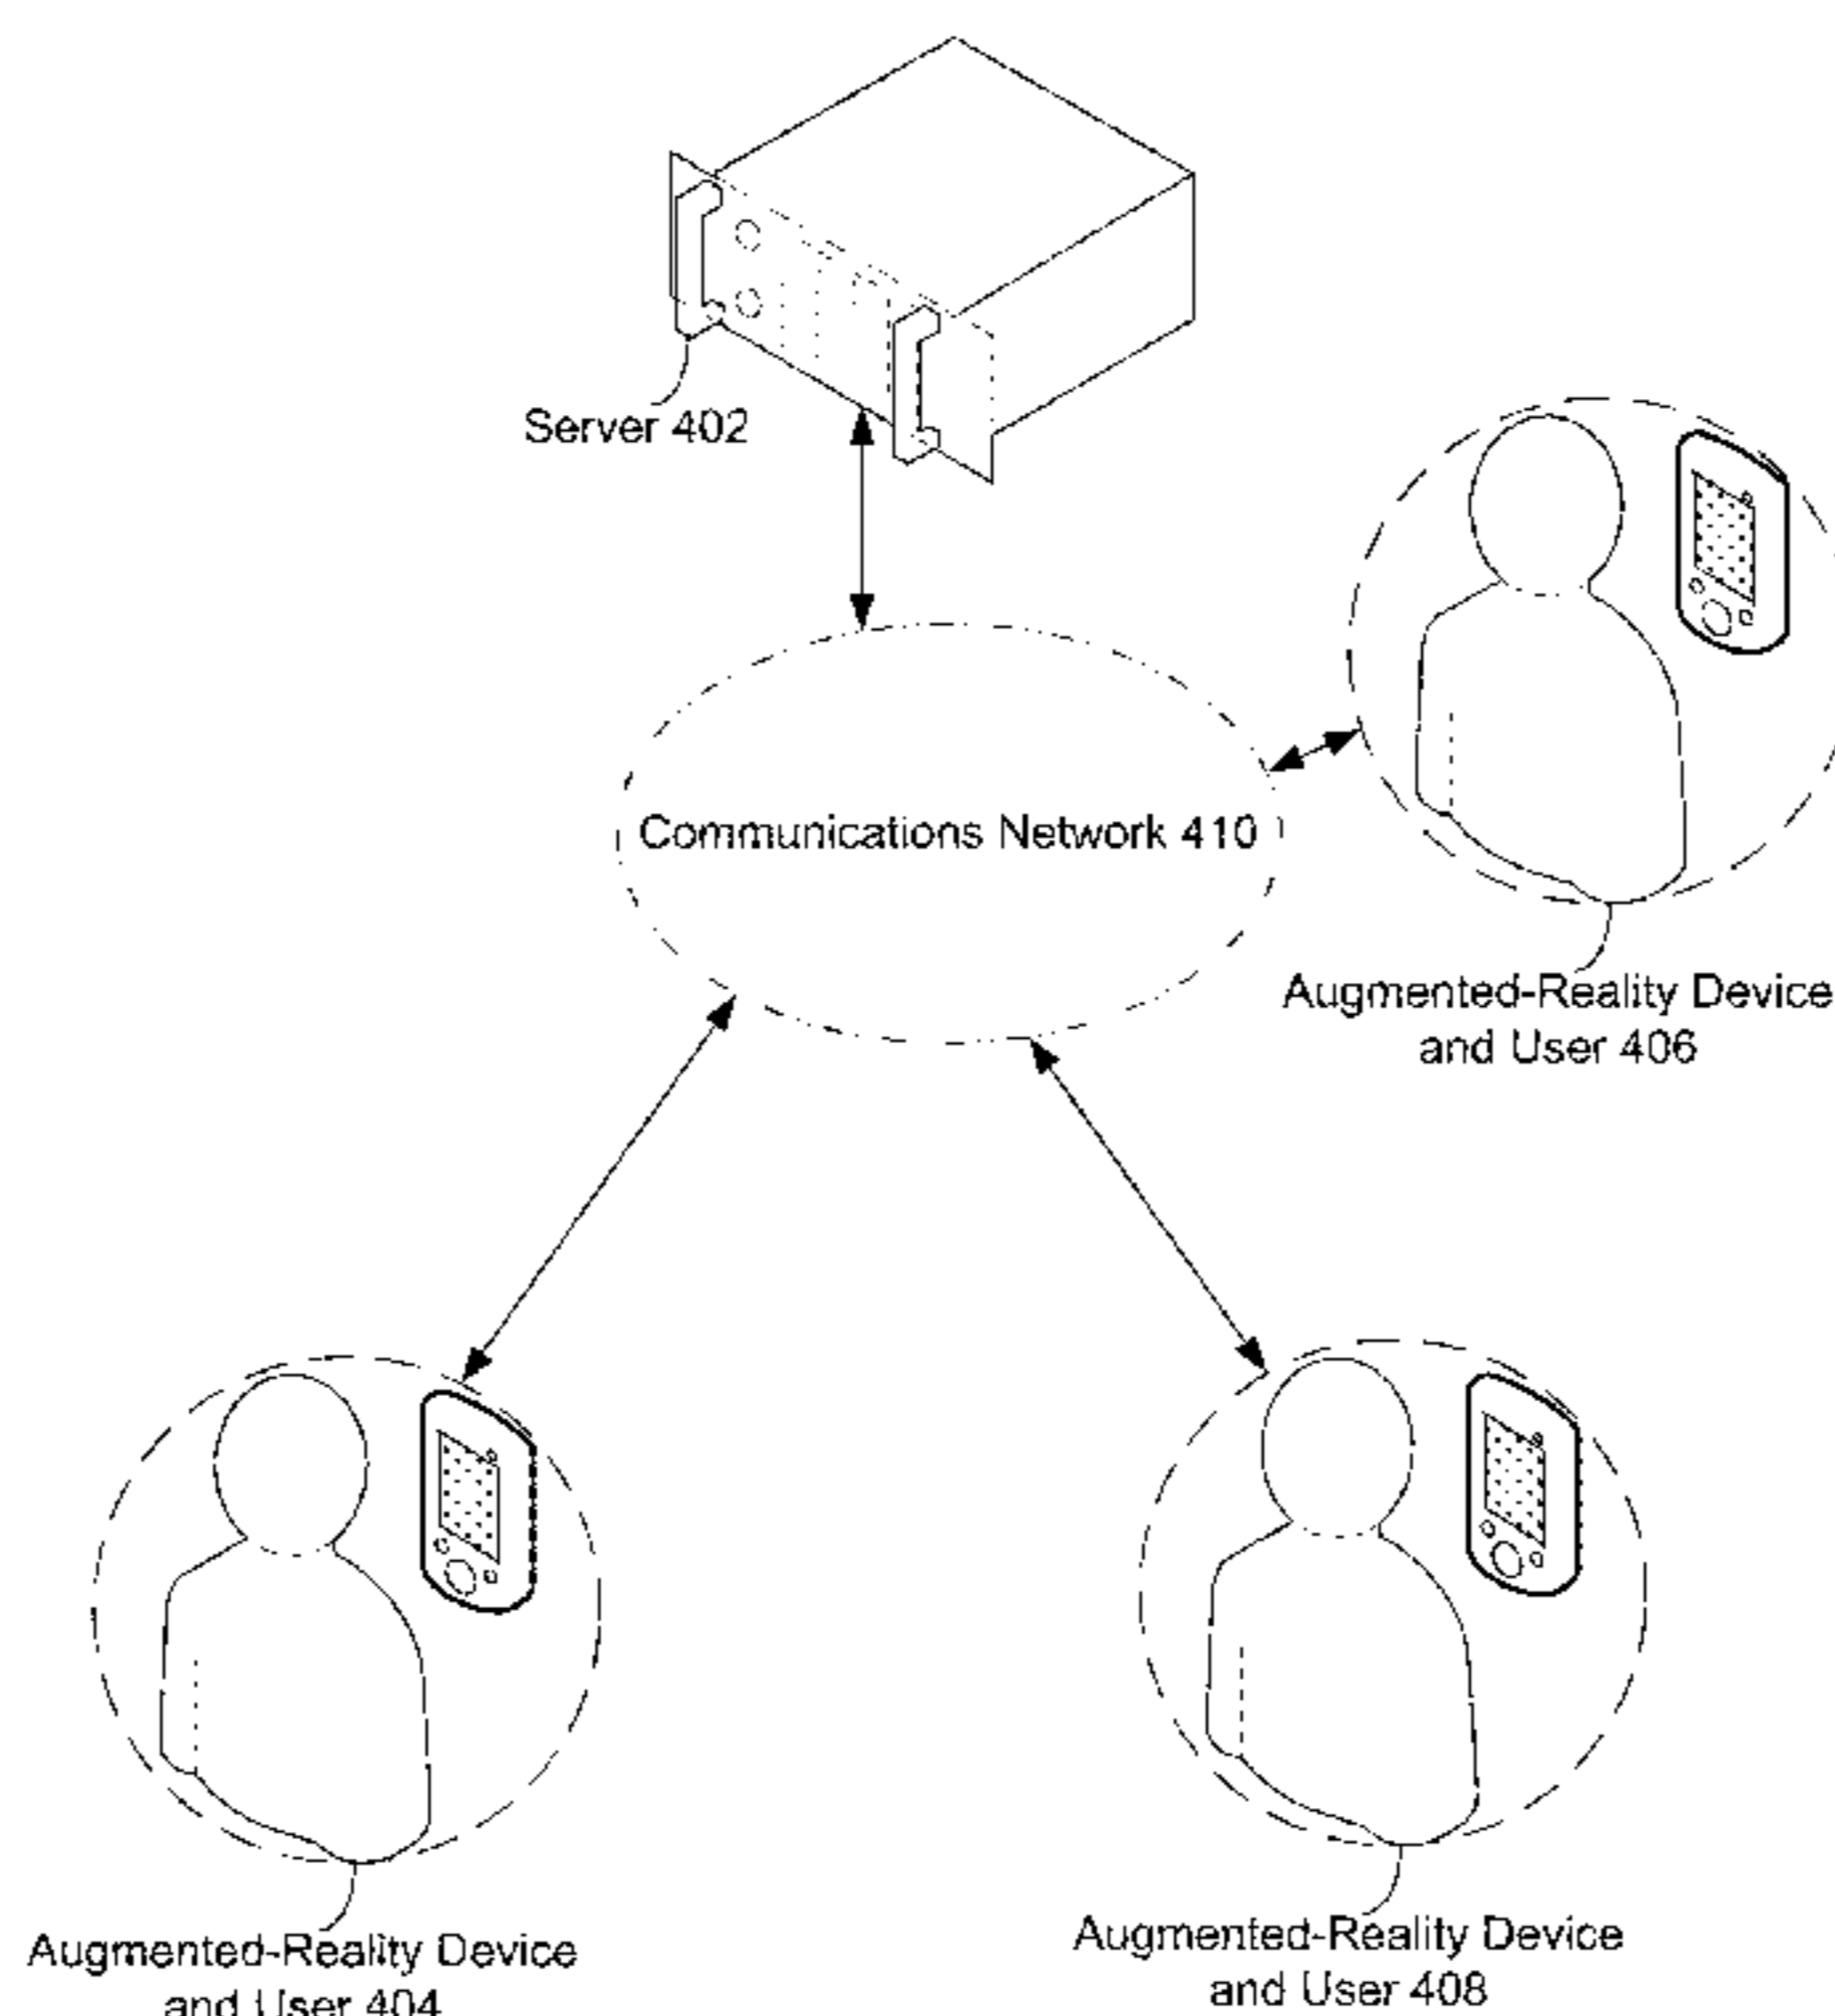 Server 402
Communications Network 410
Augmented-Reality Device
and User 406
Augmented-Reality Device
and User 404
Augmented-Reality Device
and User 408